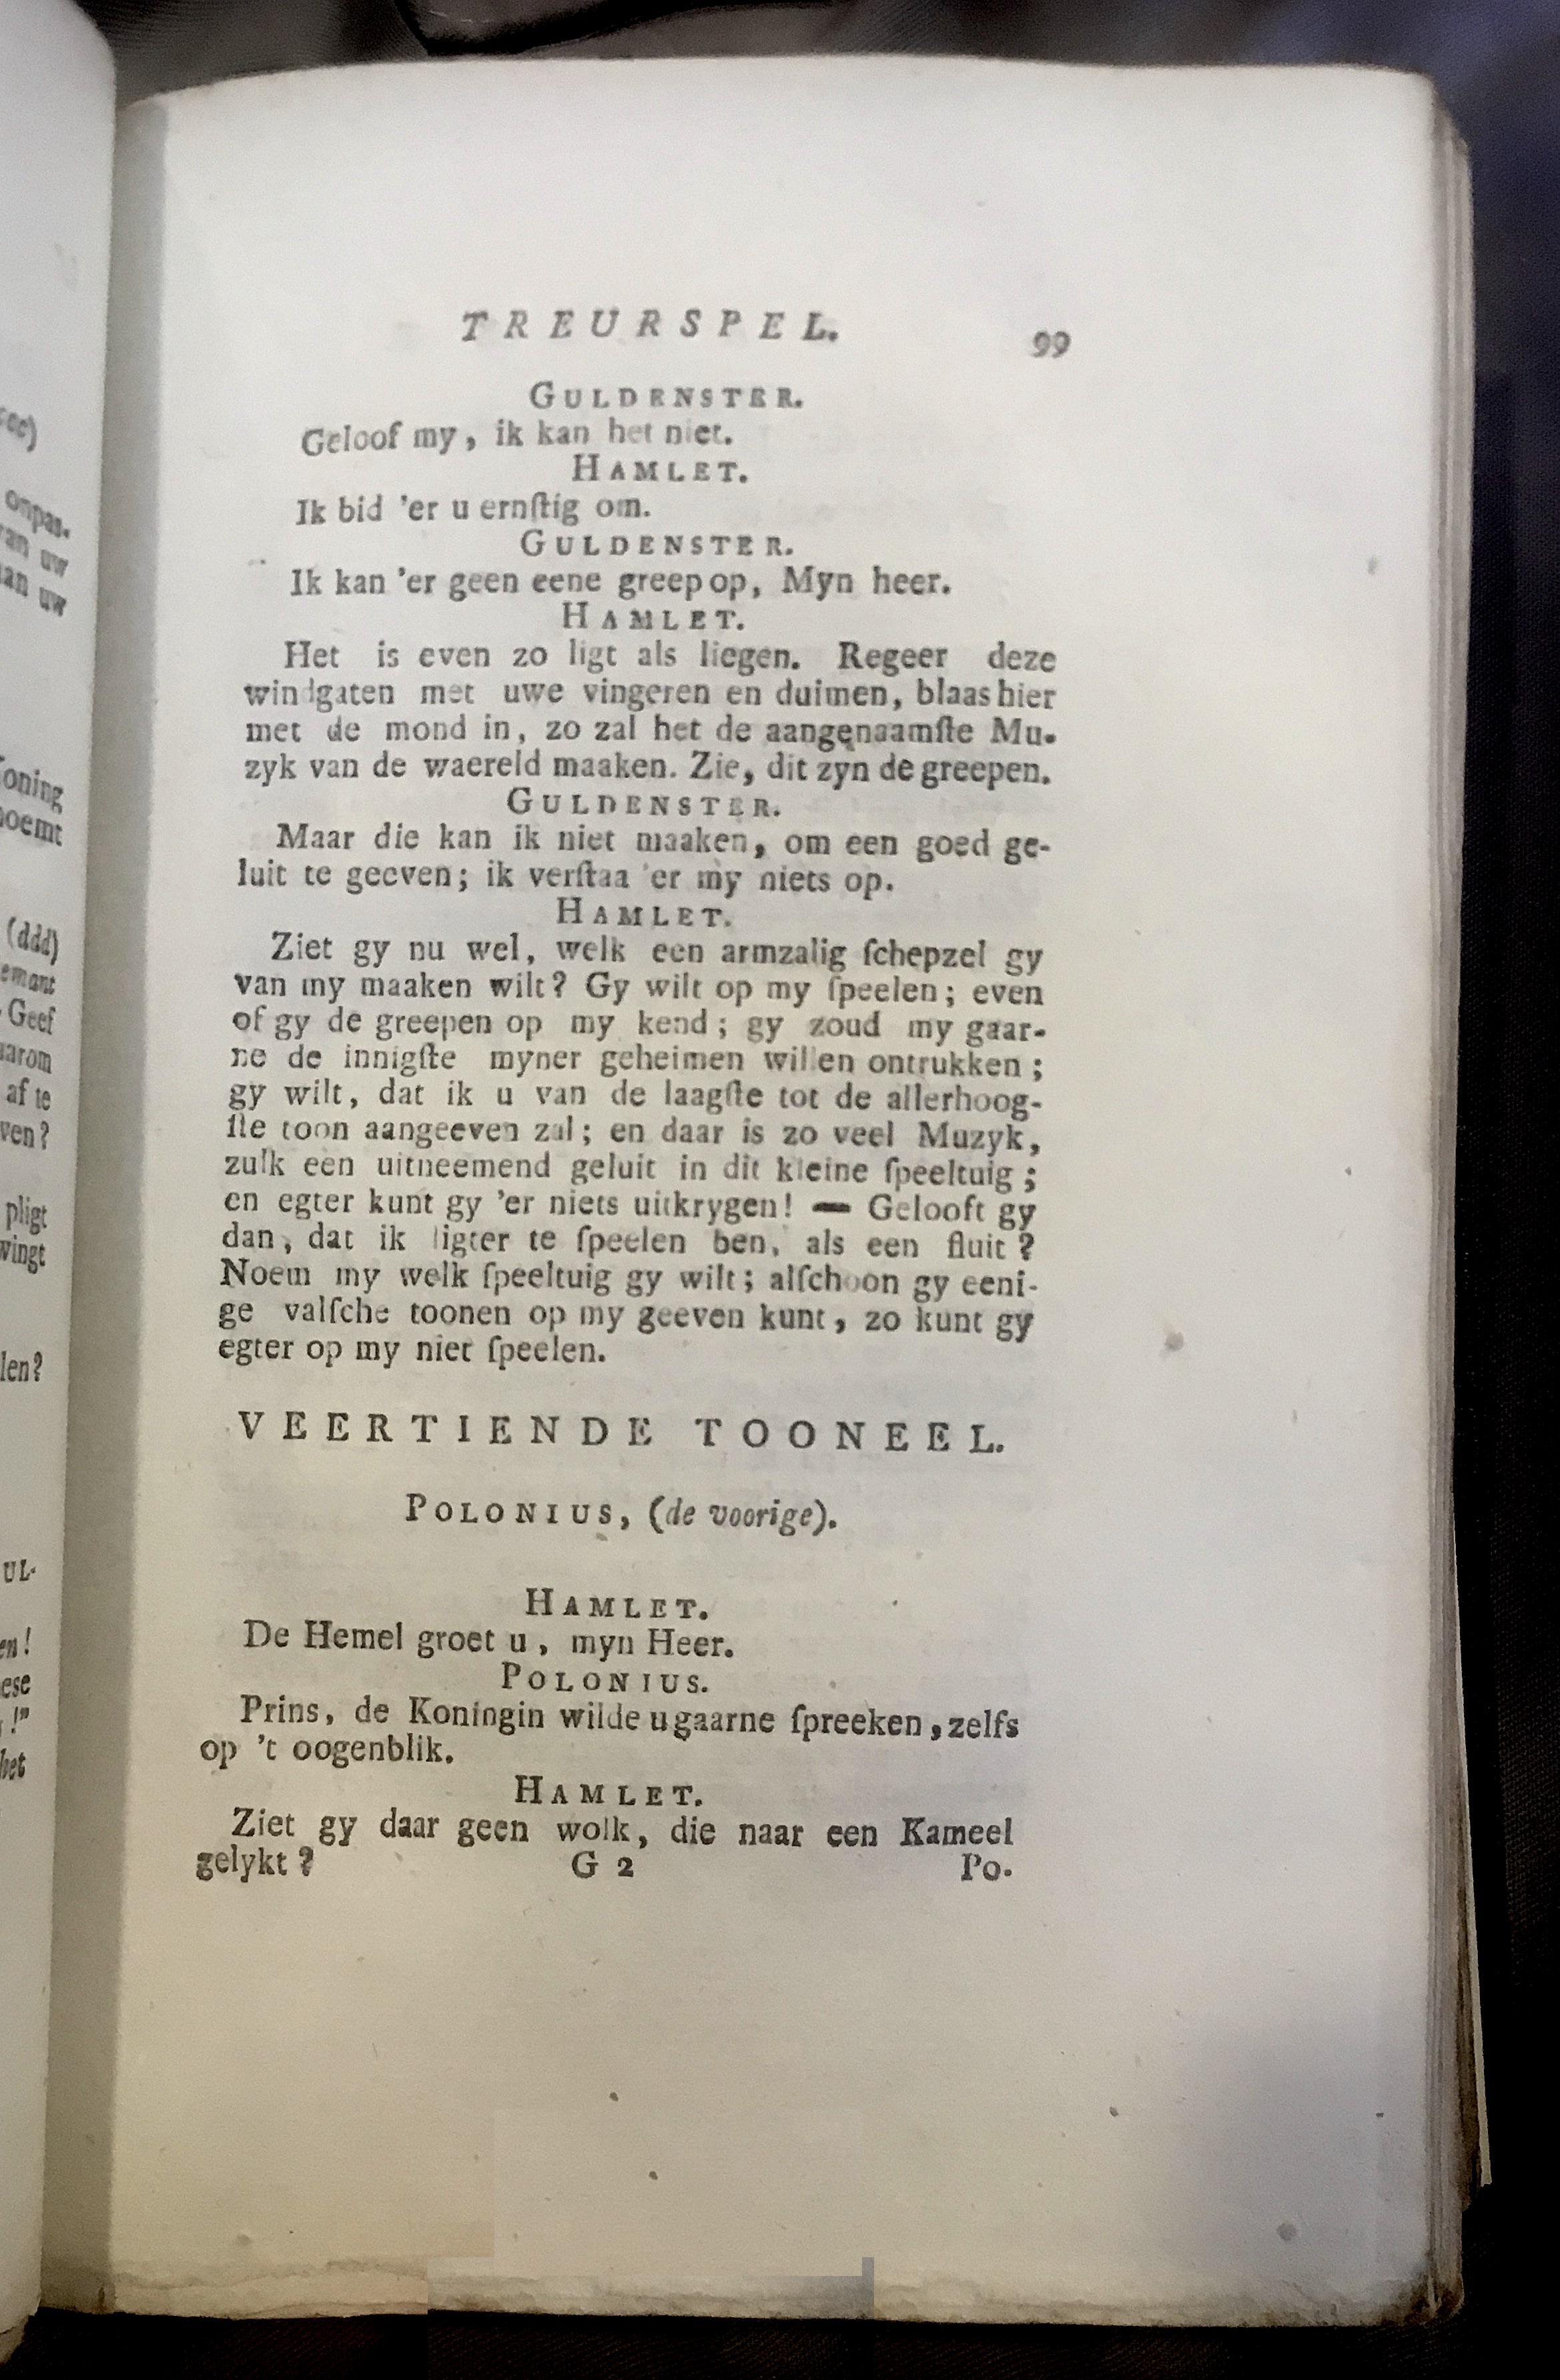 TREURSPEL. 99
GULDENSTER.
Geloof my, ik kan het niet.
HAMLET.
Ik bid 'er u ernſtig om.
GULDENSTER.
Ik kan 'er geen eene greep op, Myn heer.
HAMLET.
Het is even zo ligt als liegen. Regeer deze
windgaten met uwe vingeren en duimen, blaas hier
met de mond in, zo zal het de aangenaamſte Mu-
zyk van de waereld maaken. Zie, dit zyn de greepen.
GULDENSTER.
Maar die kan ik niet maaken, om een goed ge-
luit te geeven; ik verſtaa 'er my niets op.
HAMLET.
Ziet gy nu wel, welk een armzalig ſchepzel gy
van my maaken wilt? Gy wilt op my ſpeelen; even
of gy de greepen op my kend; gy zoud my gaar-
ne de innigſte myner geheimen willen ontrukken;
gy wilt, dat ik u van de laagſte tot de allerhoog-
ſte toon aangeeven zal; en daar is zo veel Muzyk,
zulk een uitneemend geluit in dit kleine ſpeeltuig;
en egter kunt gy 'er niets uitkrygen! — Gelooft gy
dan, dat ik ligter te ſpeelen ben, als een fluit?
Noem my welk ſpeeltuig gy wilt; alſchoon gy eeni-
ge valſche toonen op my geeven kunt, zo kunt gy
egter op my niet ſpeelen.
VEERTIENDE TOONEEL.
POLONIUS, (de voorige).
HAMLET.
De Hemel groet u, myn Heer.
POLONIUS.
Prins, de Koningin wilde u gaarne ſpreeken, zelfs
op 't oogenblik.
HAMLET.
Ziet gy daar geen wolk, die naar een Kameel
gelykt? G 2 Po-